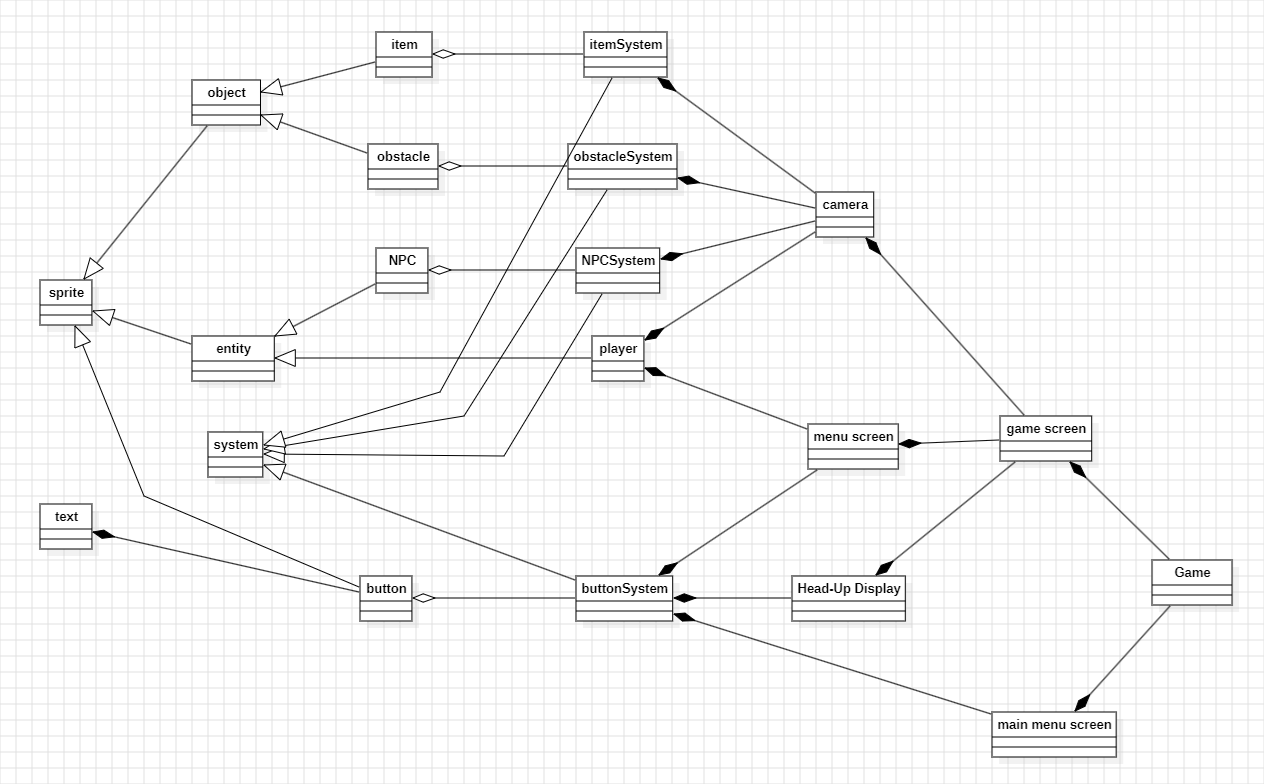 item
itemSystem
object
obstacle
obstacleSystem
camera
NPC
NPCSystem
sprite
entity
player
system
menu screen
game screen
text
button
buttonSystem
Head-Up Display
Game
main menu screen